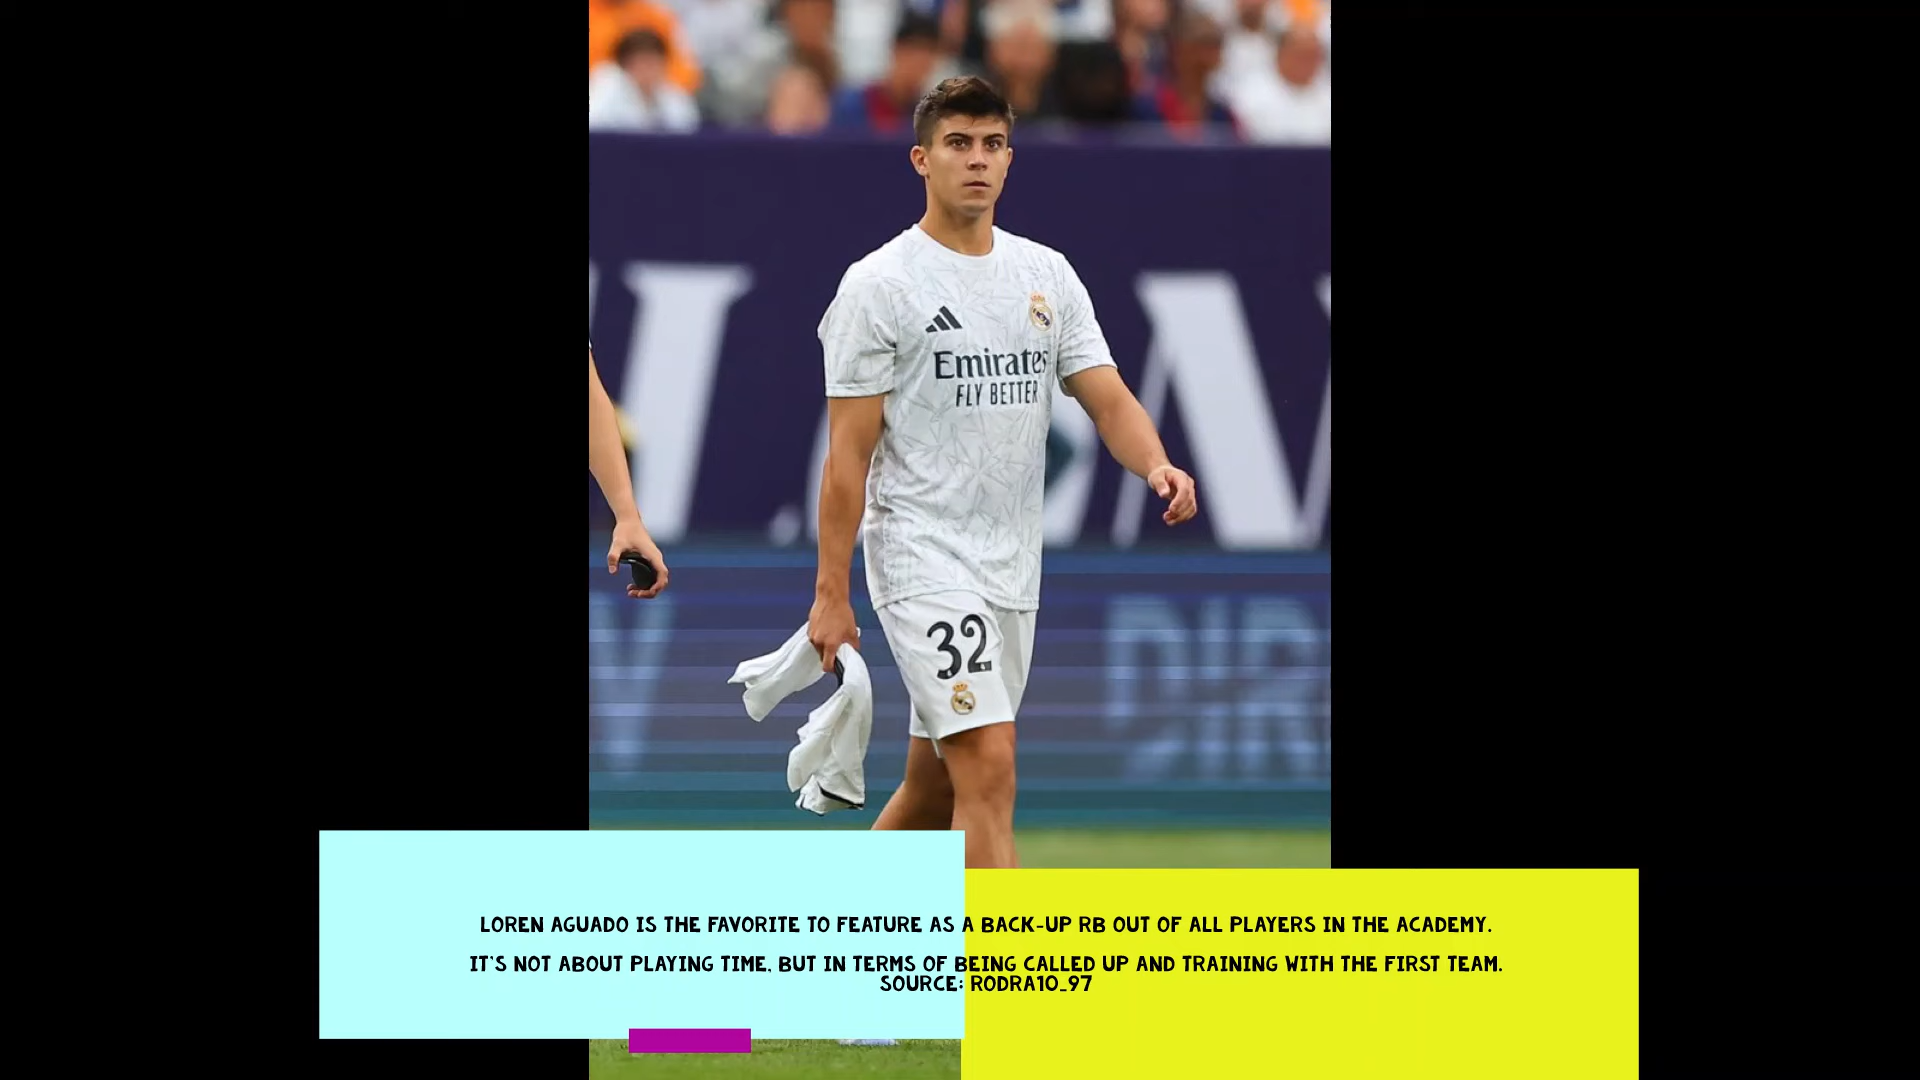 Emirates
FLY BETTER
32
DIR
LOREN AGUADO IS THE FAVORITE TO FEATURE AS A BACK-UP RB OUT OF ALL PLAYERS IN THE ACADEMY.
IT'S NOT ABOUT PLAYING TIME, BUT IN TERMS OF BEING CALLED UP AND TRAINING WITH THE FIRST TEAM.
SOURCE: RODRA10_97